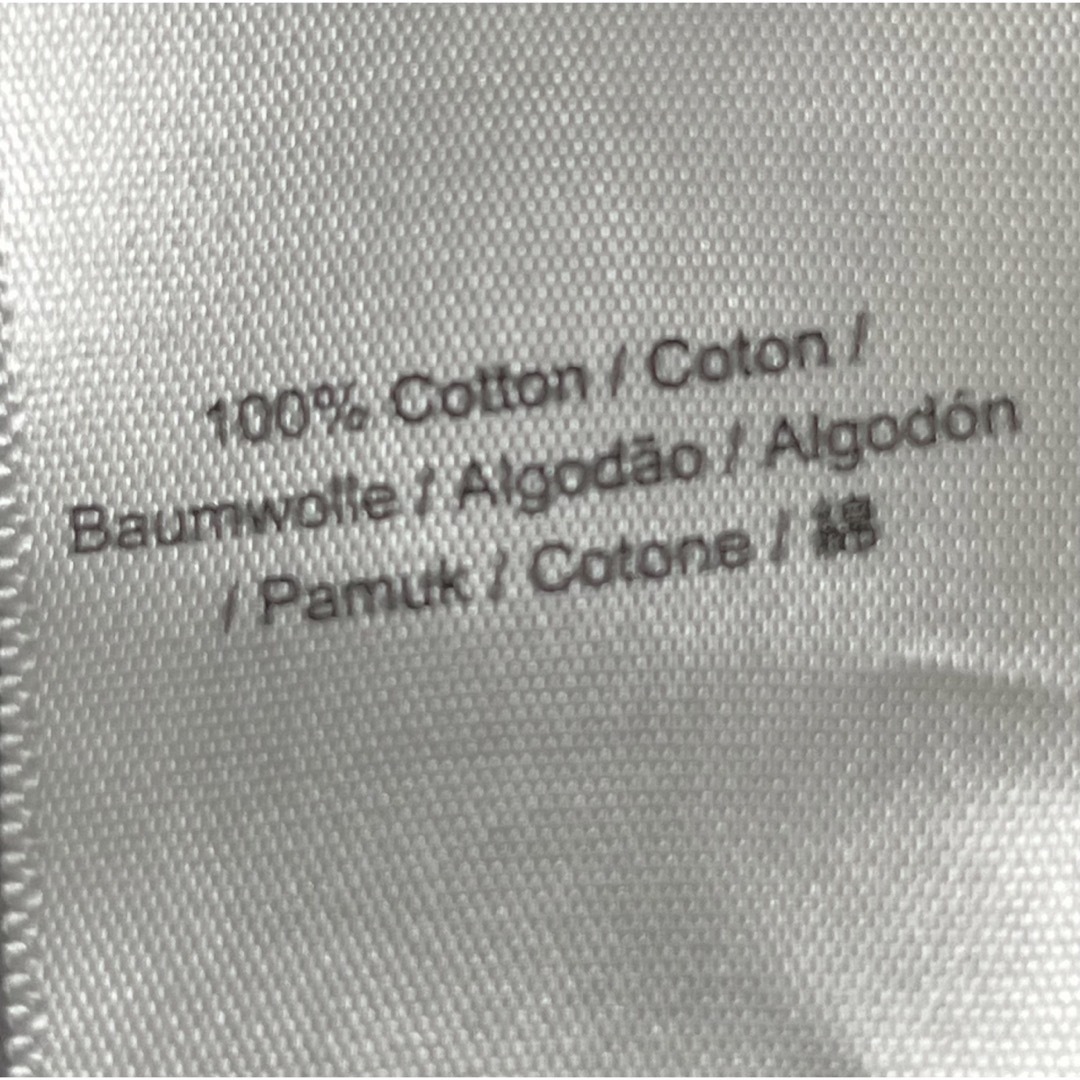 100% Cotton / Coton /
Baumwolle / Algodão / Algodón
/ Pamuk / Cotone / 綿